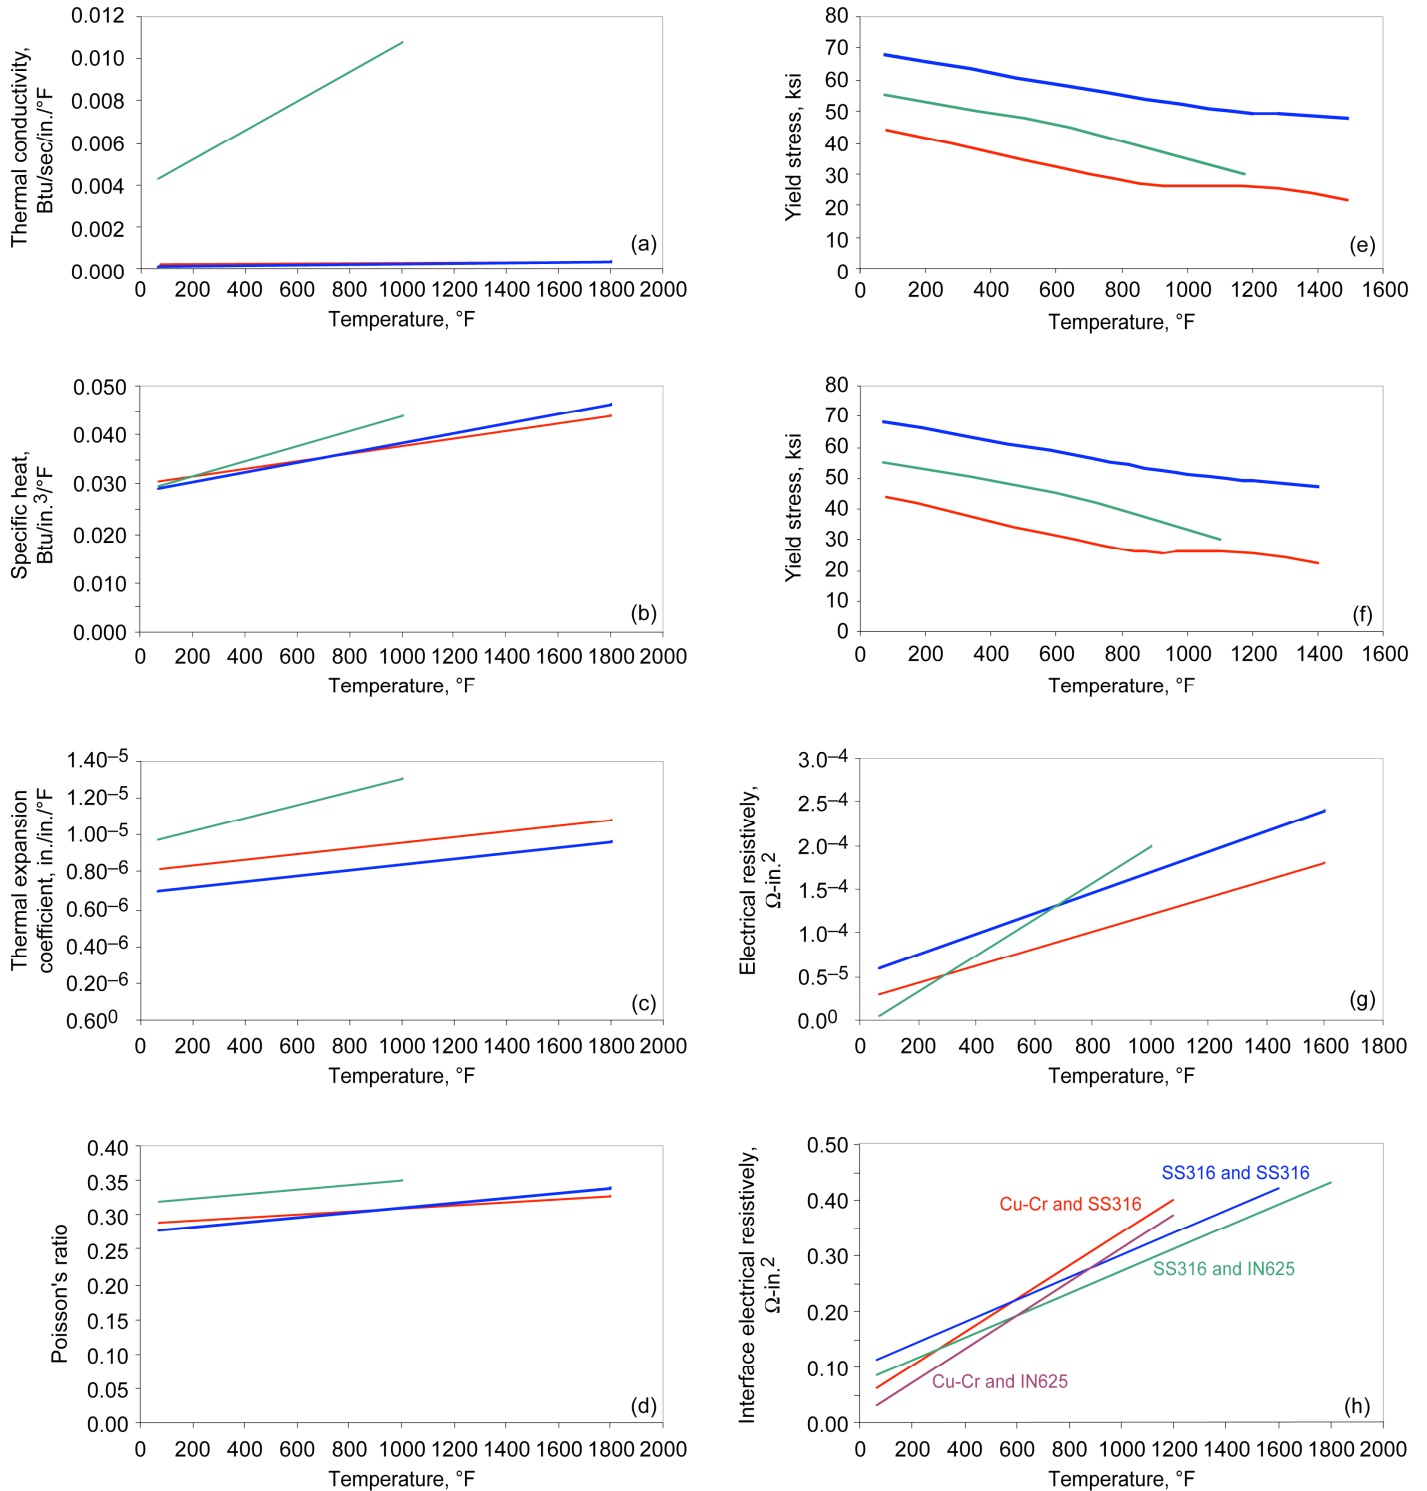 0.012
0.010
0.008
0.006
0.004
0.002
0.000
Thermal conductivity,
Btu/sec/in./°F
(a)
0 200 400 600 800 1000 1200 1400 1600 1800 2000
Temperature, °F
80
70
60
50
40
30
20
10
0
Yield stress, ksi
(e)
0 200 400 600 800 1000 1200 1400 1600
Temperature, °F
0.050
0.040
0.030
0.020
0.010
0.000
Specific heat,
Btu/in.3/°F
(b)
0 200 400 600 800 1000 1200 1400 1600 1800 2000
Temperature, °F
80
70
60
50
40
30
20
10
0
Yield stress, ksi
(f)
0 200 400 600 800 1000 1200 1400 1600
Temperature, °F
1.40–5
1.20–5
1.00–5
0.80–6
0.60–6
0.40–6
0.20–6
0.600
Thermal expansion
coefficient, in./in./°F
(c)
0 200 400 600 800 1000 1200 1400 1600 1800 2000
Temperature, °F
3.0–4
2.5–4
2.0–4
1.5–4
1.0–4
0.5–5
0.00
Electrical resistively,
Ω-in.2
(g)
0 200 400 600 800 1000 1200 1400 1600 1800
Temperature, °F
0.40
0.35
0.30
0.25
0.20
0.15
0.10
0.05
0.00
Poisson's ratio
(d)
0 200 400 600 800 1000 1200 1400 1600 1800 2000
Temperature, °F
0.50
0.40
0.30
0.20
0.10
0.00
Interface electrical resistively,
Ω-in.2
SS316 and SS316
Cu-Cr and SS316
SS316 and IN625
Cu-Cr and IN625
(h)
0 200 400 600 800 1000 1200 1400 1600 1800 2000
Temperature, °F